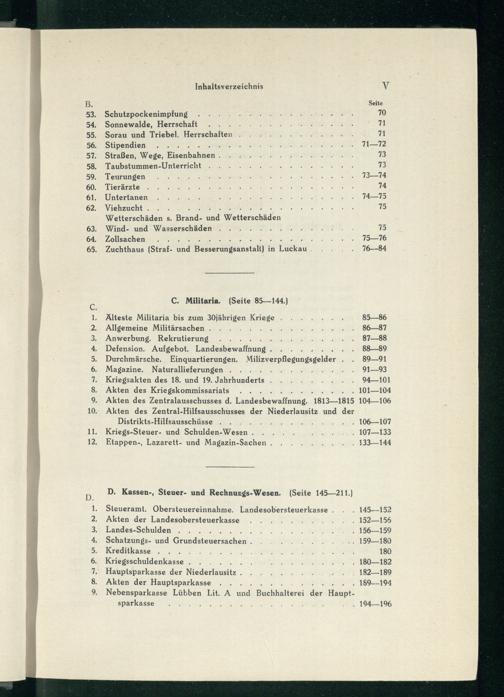 Inhaltsverzeichnis V
B. Seite
53. Schutzpockenimpfung . . . . . . . . . . . . . 70
54. Sonnewalde, Herrschaft . . . . . . . . . . . . 71
55. Sorau und Triebel. Herrschaften . . . . . . . . . . 71
56. Stipendien . . . . . . . . . . . . . . . 71—72
57. Straßen, Wege, Eisenbahnen . . . . . . . . . . . 73
58. Taubstummen-Unterricht . . . . . . . . . . . . 73
59. Teurungen . . . . . . . . . . . . . . . 73—74
60. Tierärzte . . . . . . . . . . . . . . . . 74
61. Untertanen . . . . . . . . . . . . . . . 74—75
62. Viehzucht . . . . . . . . . . . . . . . . 75
Wetterschäden s. Brand- und Wetterschäden
63. Wind- und Wasserschäden . . . . . . . . . . . 75
64. Zollsachen . . . . . . . . . . . . . . . 75—76
65. Zuchthaus (Straf- und Besserungsanstalt) in Luckau . . . . 76—84
C. Militaria. (Seite 85—144.)
C.
1. Älteste Militaria bis zum 30jährigen Kriege . . . . . . 85—86
2. Allgemeine Militärsachen . . . . . . . . . . . . 86—87
3. Anwerbung. Rekrutierung . . . . . . . . . . . . 87—88
4. Defension. Aufgebot. Landesbewaffnung . . . . . . . 88—89
5. Durchmärsche. Einquartierungen. Milizverpflegungsgelder . . 89—91
6. Magazine. Naturallieferungen . . . . . . . . . . 91—93
7. Kriegsakten des 18. und 19. Jahrhunderts . . . . . . . 94—101
8. Akten des Kriegskommissariats . . . . . . . . . . 101—104
9. Akten des Zentralausschusses d. Landesbewaffnung. 1813—1815 104—106
10. Akten des Zentral-Hilfsausschusses der Niederlausitz und der
Distrikts-Hilfsausschüsse . . . . . . . . . . . 106—107
11. Kriegs-Steuer- und Schulden-Wesen . . . . . . . . . 107—133
12. Etappen-, Lazarett- und Magazin-Sachen . . . . . . . 133—144
D. Kassen-, Steuer- und Rechnungs-Wesen. (Seite 145—211.)
D.
1. Steueramt. Obersteuereinnahme. Landesobersteuerkasse . . . 145—152
2. Akten der Landesobersteuerkasse . . . . . . . . . 152—156
3. Landes-Schulden . . . . . . . . . . . . . . 156—159
4. Schatzungs- und Grundsteuersachen . . . . . . . . . 159—180
5. Kreditkasse . . . . . . . . . . . . . . . . 180
6. Kriegsschuldenkasse . . . . . . . . . . . . . 180—182
7. Hauptsparkasse der Niederlausitz . . . . . . . . . . 182—189
8. Akten der Hauptsparkasse . . . . . . . . . . . 189—194
9. Nebensparkasse Lübben Lit. A und Buchhalterei der Haupt-
sparkasse . . . . . . . . . . . . . . . 194—196